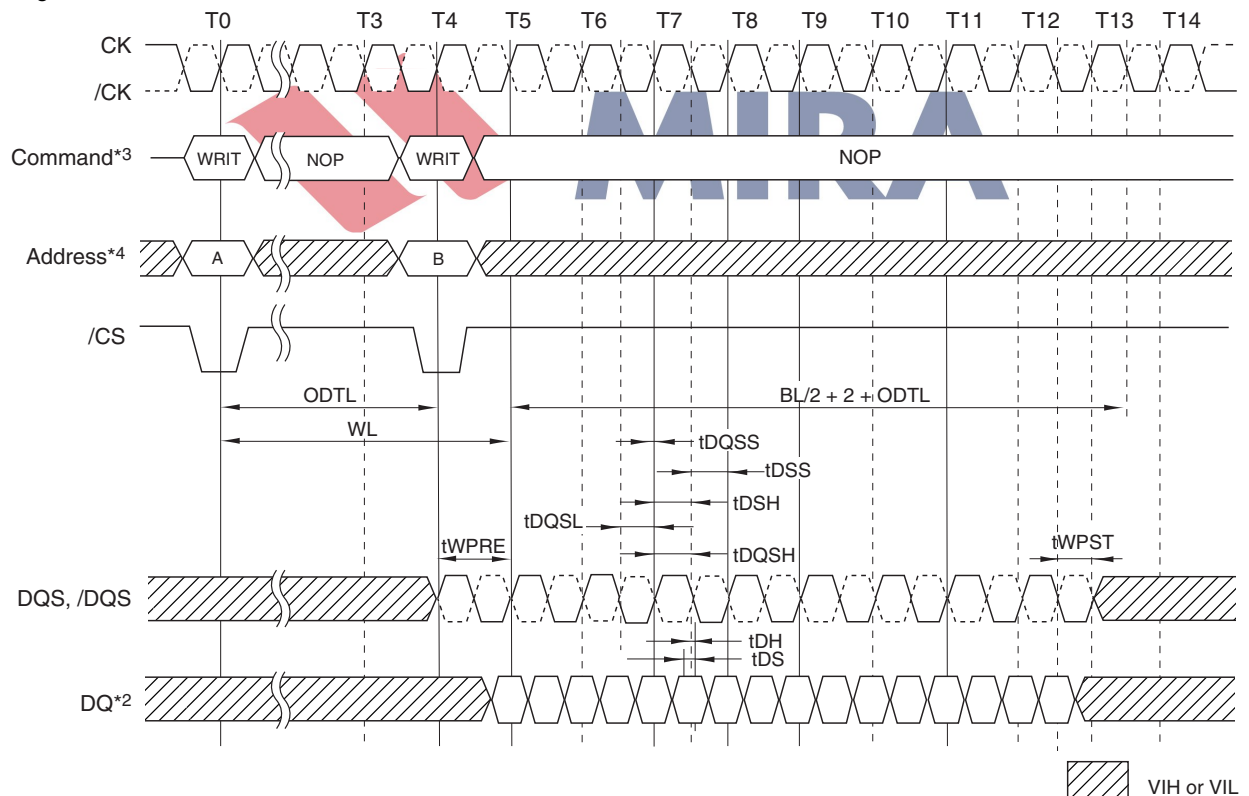 T0 T3 T4 T5 T6 T7 T8 T9 T10 T11 T12 T13 T14
CK
/CK
MIRA
Command*3 WRIT NOP WRIT NOP
Address*4 A B
/CS
ODTL BL/2 + 2 + ODTL
WL
tDQSS
tDSS
tDSH
tDQSL
tWPRE tDQSH tWPST
DQS, /DQS
tDH
tDS
DQ*2
VIH or VIL